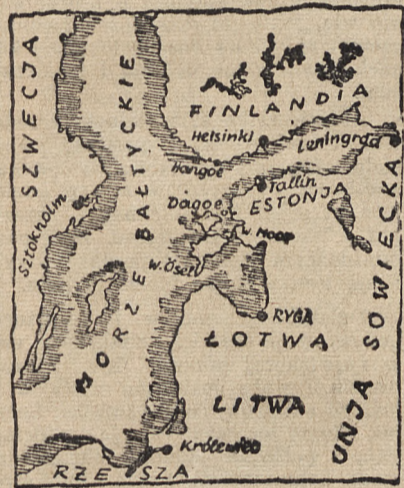 SZWECJA
MORZE BAŁTYCKIE
FINLANDIA
Helsinki
Leningrad
Hangoe
Tallin
Sztokholm
Dagoe
ESTONJA
W. Moon
W. Ösel
RYGA
ŁOTWA
UNJA SOWIECKA
LITWA
Królewiec
RZESZA